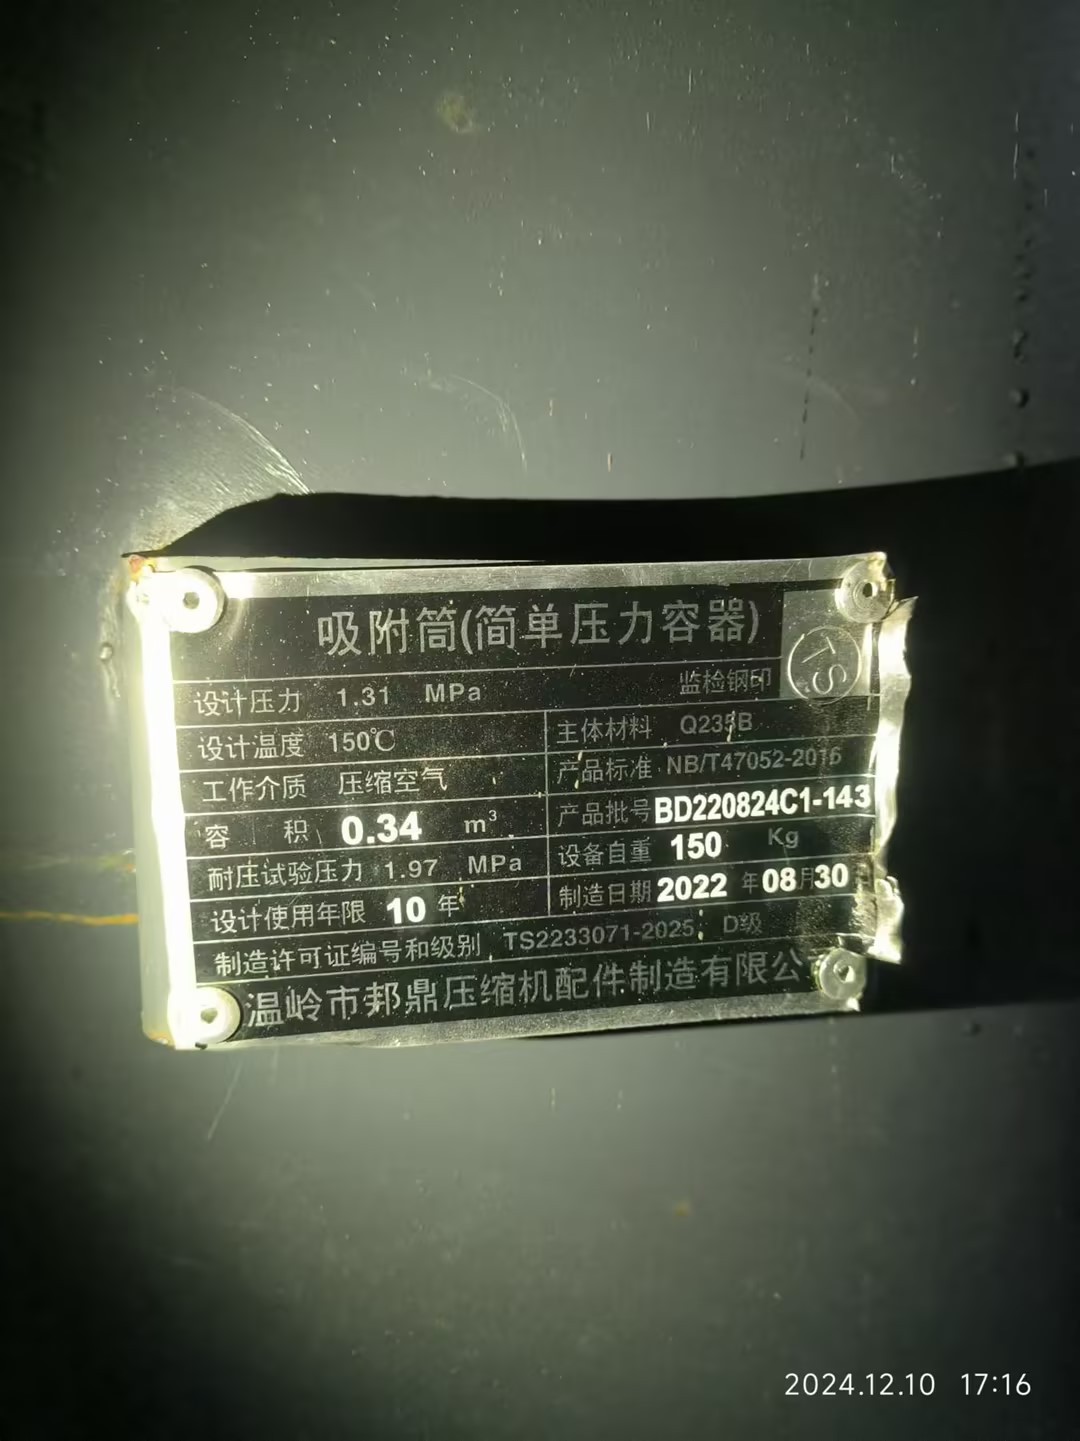 吸附筒(简单压力容器)
设计压力 1.31 MPa 监检钢印 TS
设计温度 150℃ 主体材料 Q235B
工作介质 压缩空气 产品标准 NB/T47052-2016
容积 0.34 m³ 产品批号 BD220824C1-143
耐压试验压力 1.97 MPa 设备自重 150 Kg
设计使用年限 10 年 制造日期 2022 年 08 月 30
制造许可证编号和级别 TS2233071-2025 D级
温岭市邦鼎压缩机配件制造有限公
2024.12.10 17:16